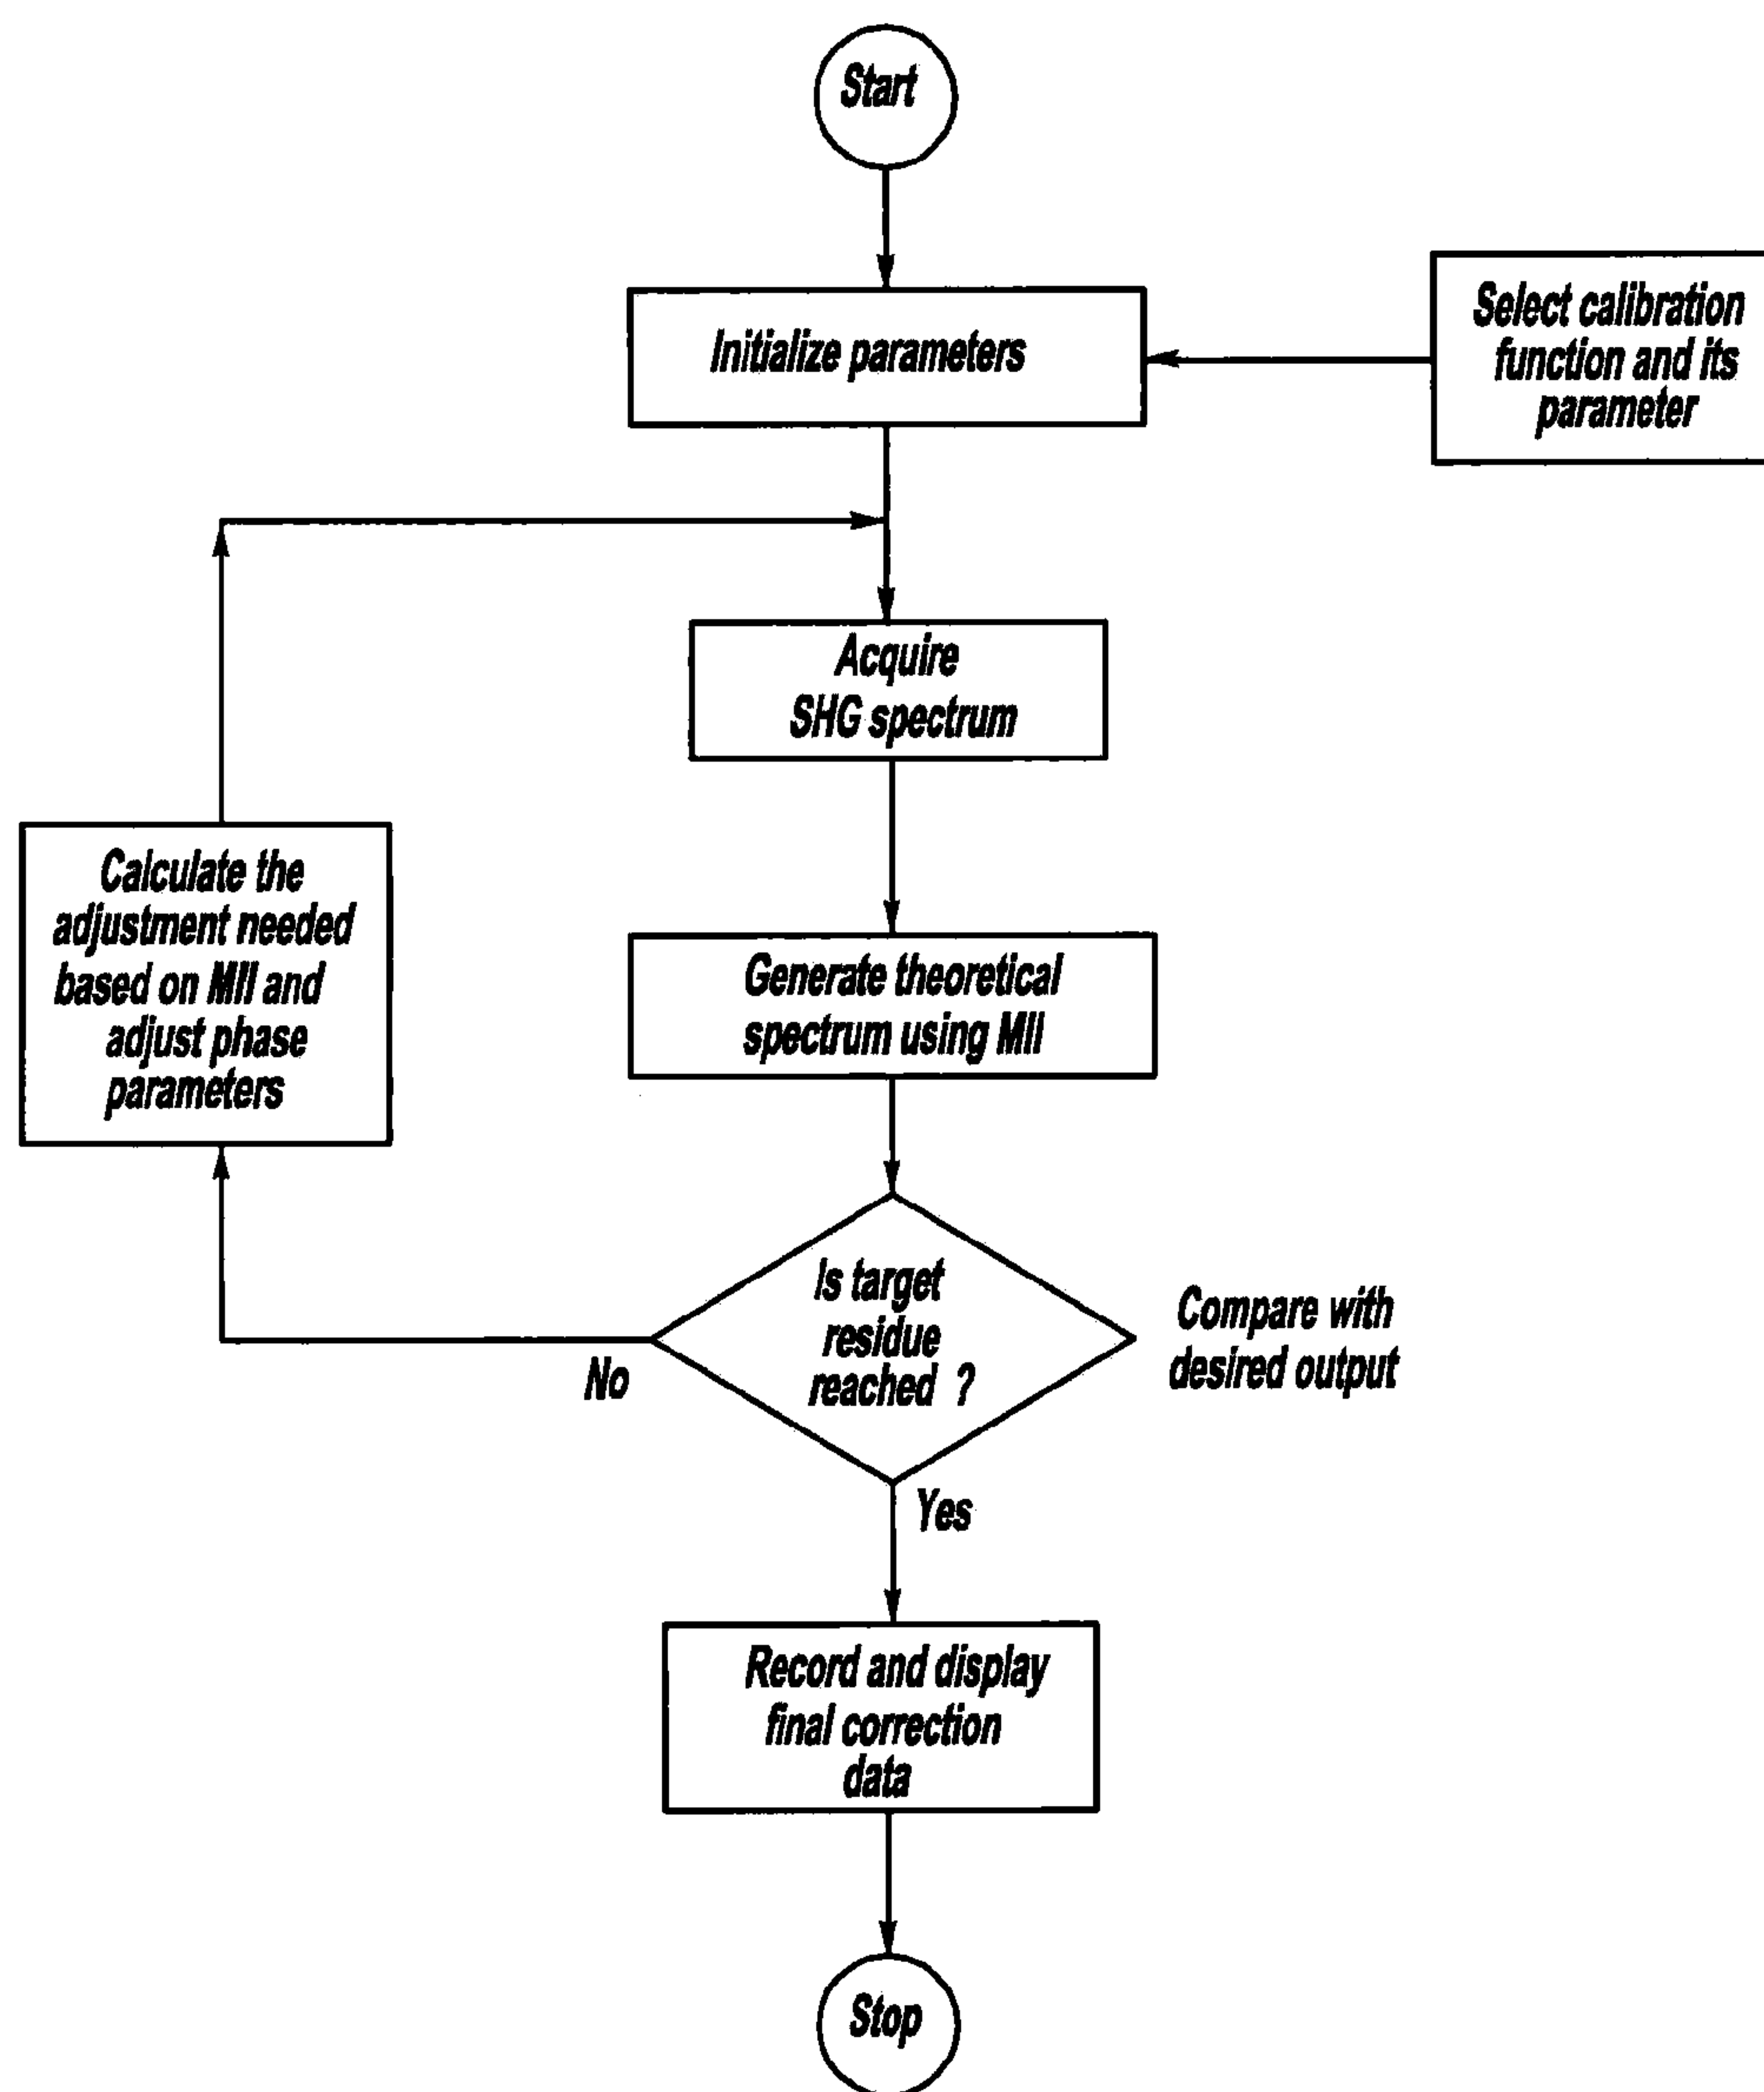 Start
Initialize parameters
Select calibration
function and its
parameter
Acquire
SHG spectrum
Calculate the
adjustment needed
based on MII and
adjust phase
parameters
Generate theoretical
spectrum using MII
Is target
residue
reached ?
Compare with
desired output
No
Yes
Record and display
final correction
data
Stop